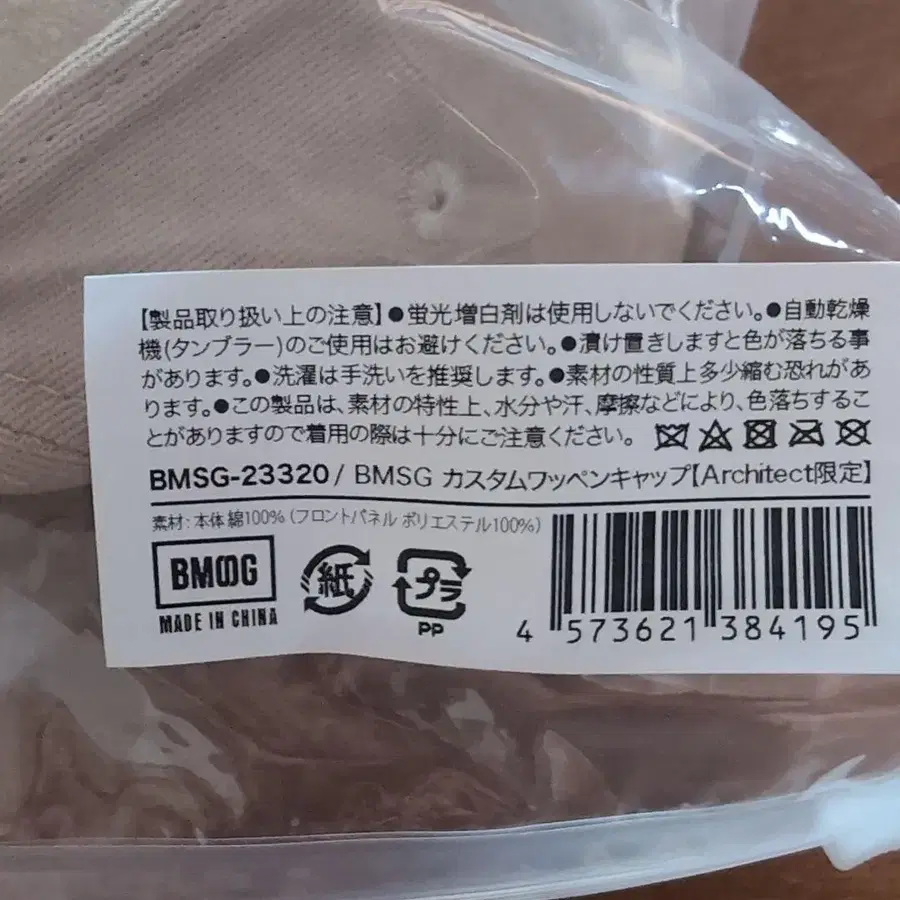 【製品取り扱い上の注意】●蛍光増白剤は使用しないでください。●自動乾燥
機(タンブラー)のご使用はお避けください。●漬け置きしますと色が落ちる事
があります。●洗濯は手洗いを推奨します。●素材の性質上多少縮む恐れがあ
ります。●この製品は、素材の特性上、水分や汗、摩擦などにより、色落ちするこ
とがありますので着用の際は十分にご注意ください。
BMSG-23320/ BMSG カスタムワッペンキャップ【Architect限定】
素材:本体 綿100%（フロントパネル ポリエステル100%）
BMSG
MADE IN CHINA
紙
プラ
PP
4 573621 384195